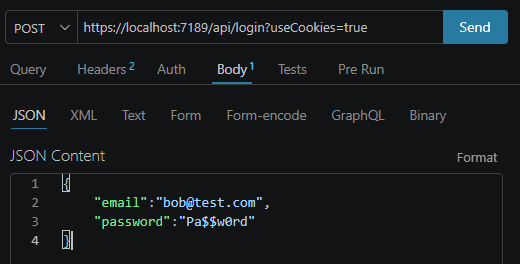 POST https://localhost:7189/api/login?useCookies=true Send
Query Headers 2 Auth Body 1 Tests Pre Run
JSON XML Text Form Form-encode GraphQL Binary
JSON Content Format
1 {
2 "email":"bob@test.com",
3 "password":"Pa$$w0rd"
4 }